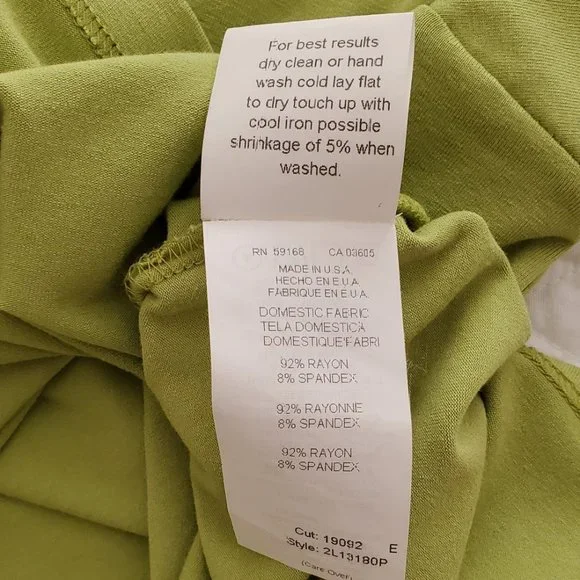 For best results
dry clean or hand
wash cold lay flat
to dry touch up with
cool iron possible
shrinkage of 5% when
washed.
RN 59168 CA 03605
MADE IN U.S.A.
HECHO EN E.U.A
FABRIQUE EN E.U.A.
DOMESTIC FABRIC
TELA DOMESTICA
DOMESTIQUE FABRI
92% RAYON
8% SPANDEX
92% RAYONNE
8% SPANDEX
92% RAYON
8% SPANDEX
Cut: 19092 E
Style: 2L13180P
(Care Over)